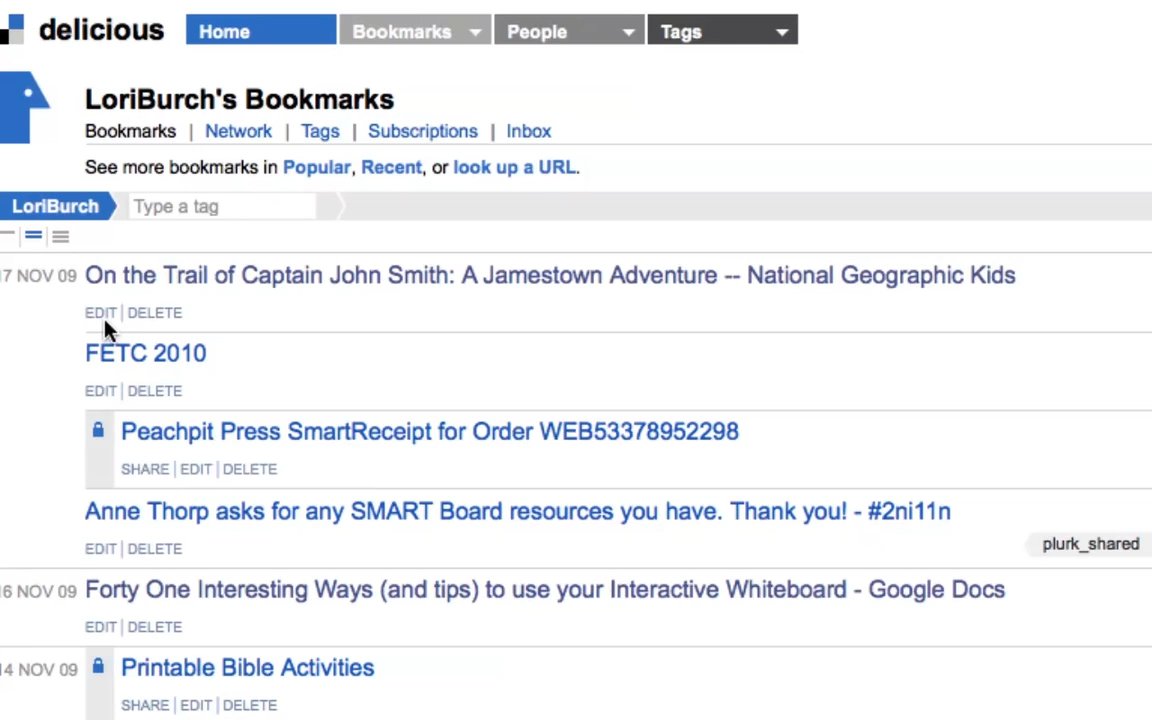 delicious Home Bookmarks People Tags
LoriBurch's Bookmarks
Bookmarks | Network | Tags | Subscriptions | Inbox
See more bookmarks in Popular, Recent, or look up a URL.
LoriBurch Type a tag
17 NOV 09 On the Trail of Captain John Smith: A Jamestown Adventure -- National Geographic Kids
EDIT | DELETE
FETC 2010
EDIT | DELETE
Peachpit Press SmartReceipt for Order WEB53378952298
SHARE | EDIT | DELETE
Anne Thorp asks for any SMART Board resources you have. Thank you! - #2ni11n
plurk_shared
EDIT | DELETE
16 NOV 09 Forty One Interesting Ways (and tips) to use your Interactive Whiteboard - Google Docs
EDIT | DELETE
14 NOV 09 Printable Bible Activities
SHARE | EDIT | DELETE